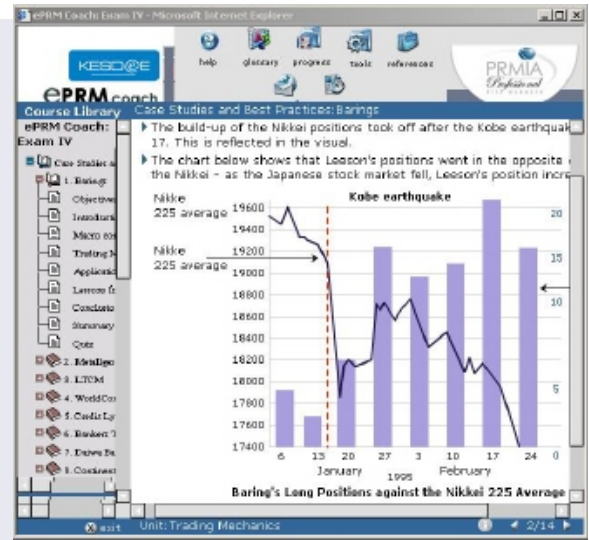 ePRM Coach: Exam IV - Microsoft Internet Explorer
KESD@E
ePRM coach
help
glossary
progress
tools
references
PRMIA
Professional
Course Library
Case Studies and Best Practices:Barings
ePRM Coach:
Exam IV
Case Studies a
1. Barings
Objective
Introducti
Macro eco
Trading M
Applicatio
Lessons f
Conclusio
Summary
Quiz
2. Metallges
3. LTCM
4. WorldCom
5. Credit Ly
6. Bankers T
7. Daiwa Ba
8. Continent
The build-up of the Nikkei positions took off after the Kobe earthquak
17. This is reflected in the visual.
The chart below shows that Leeson's positions went in the opposite
the Nikkei - as the Japanese stock market fell, Leeson's position incre
Nikke
225 average
Nikke
225 average
Kobe earthquake
19600
19400
19200
19000
18800
18600
18400
18200
18000
17800
17600
17400
20
15
10
5
0
6 13 20 27 3 10 17 24
January 1995 February
Baring's Long Positions against the Nikkei 225 Average
exit
Unit:Trading Mechanics
2/14